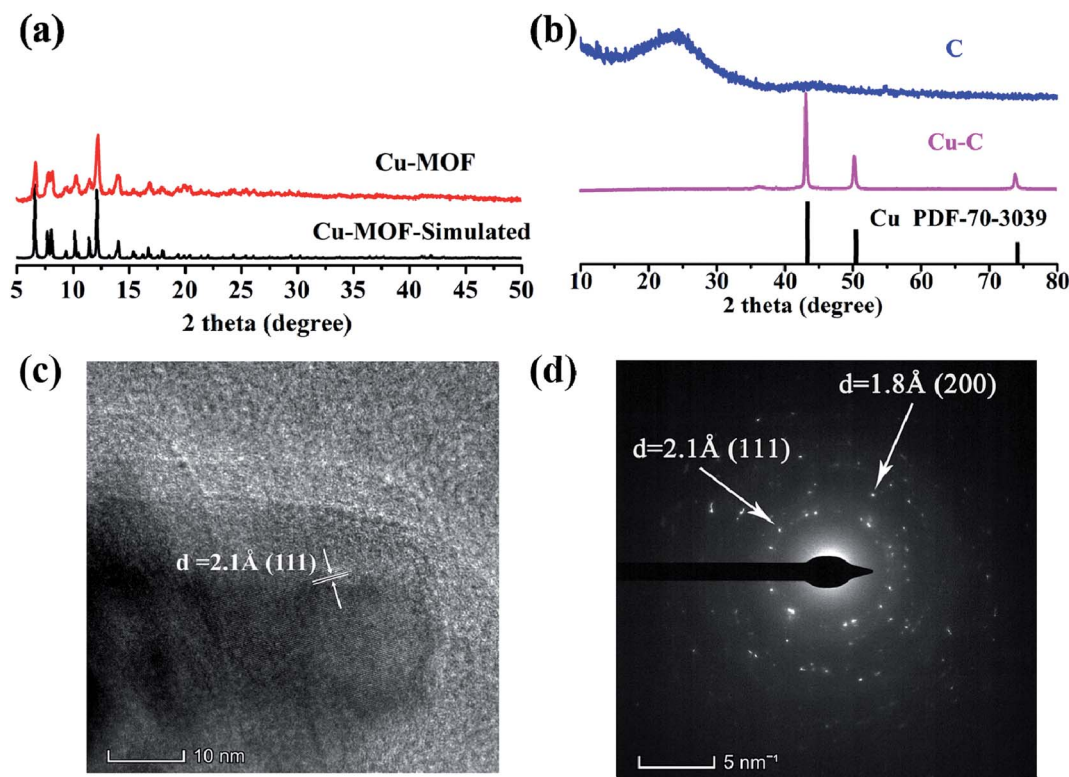 (a)
Cu-MOF
Cu-MOF-Simulated
5 10 15 20 25 30 35 40 45 50
2 theta (degree)
(b)
C
Cu-C
Cu PDF-70-3039
10 20 30 40 50 60 70 80
2 theta (degree)
(c)
d =2.1Å (111)
10 nm
(d)
d=1.8Å (200)
d=2.1Å (111)
5 nm⁻¹